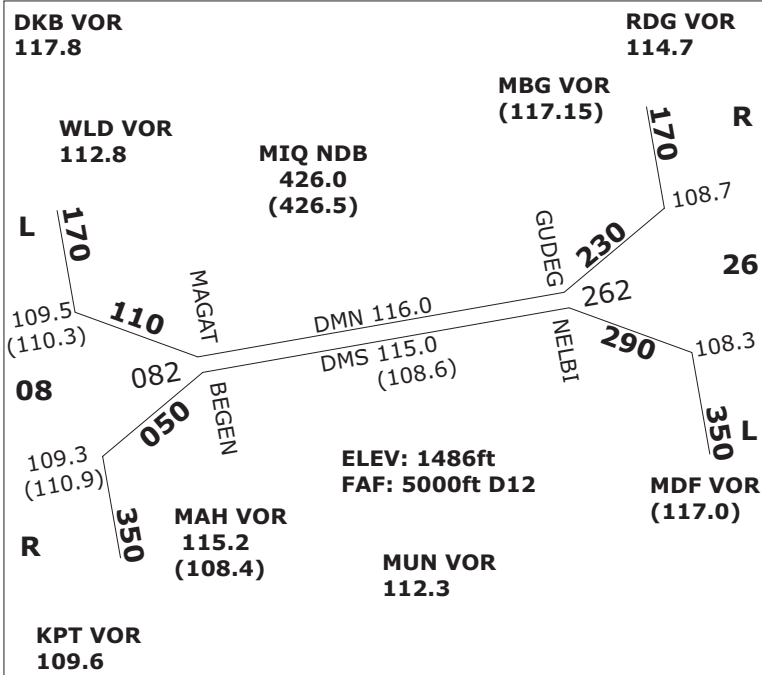 DKB VOR
117.8
RDG VOR
114.7
MBG VOR
(117.15)
WLD VOR
112.8
MIQ NDB
426.0
(426.5)
R
170
L
170
108.7
GUDEG
230
26
MAGAT
109.5
(110.3)
110
DMN 116.0
262
082
DMS 115.0
(108.6)
NELBI
290
108.3
08
BEGEN
050
350
L
109.3
(110.9)
ELEV: 1486ft
FAF: 5000ft D12
MDF VOR
(117.0)
R
350
MAH VOR
115.2
(108.4)
MUN VOR
112.3
KPT VOR
109.6